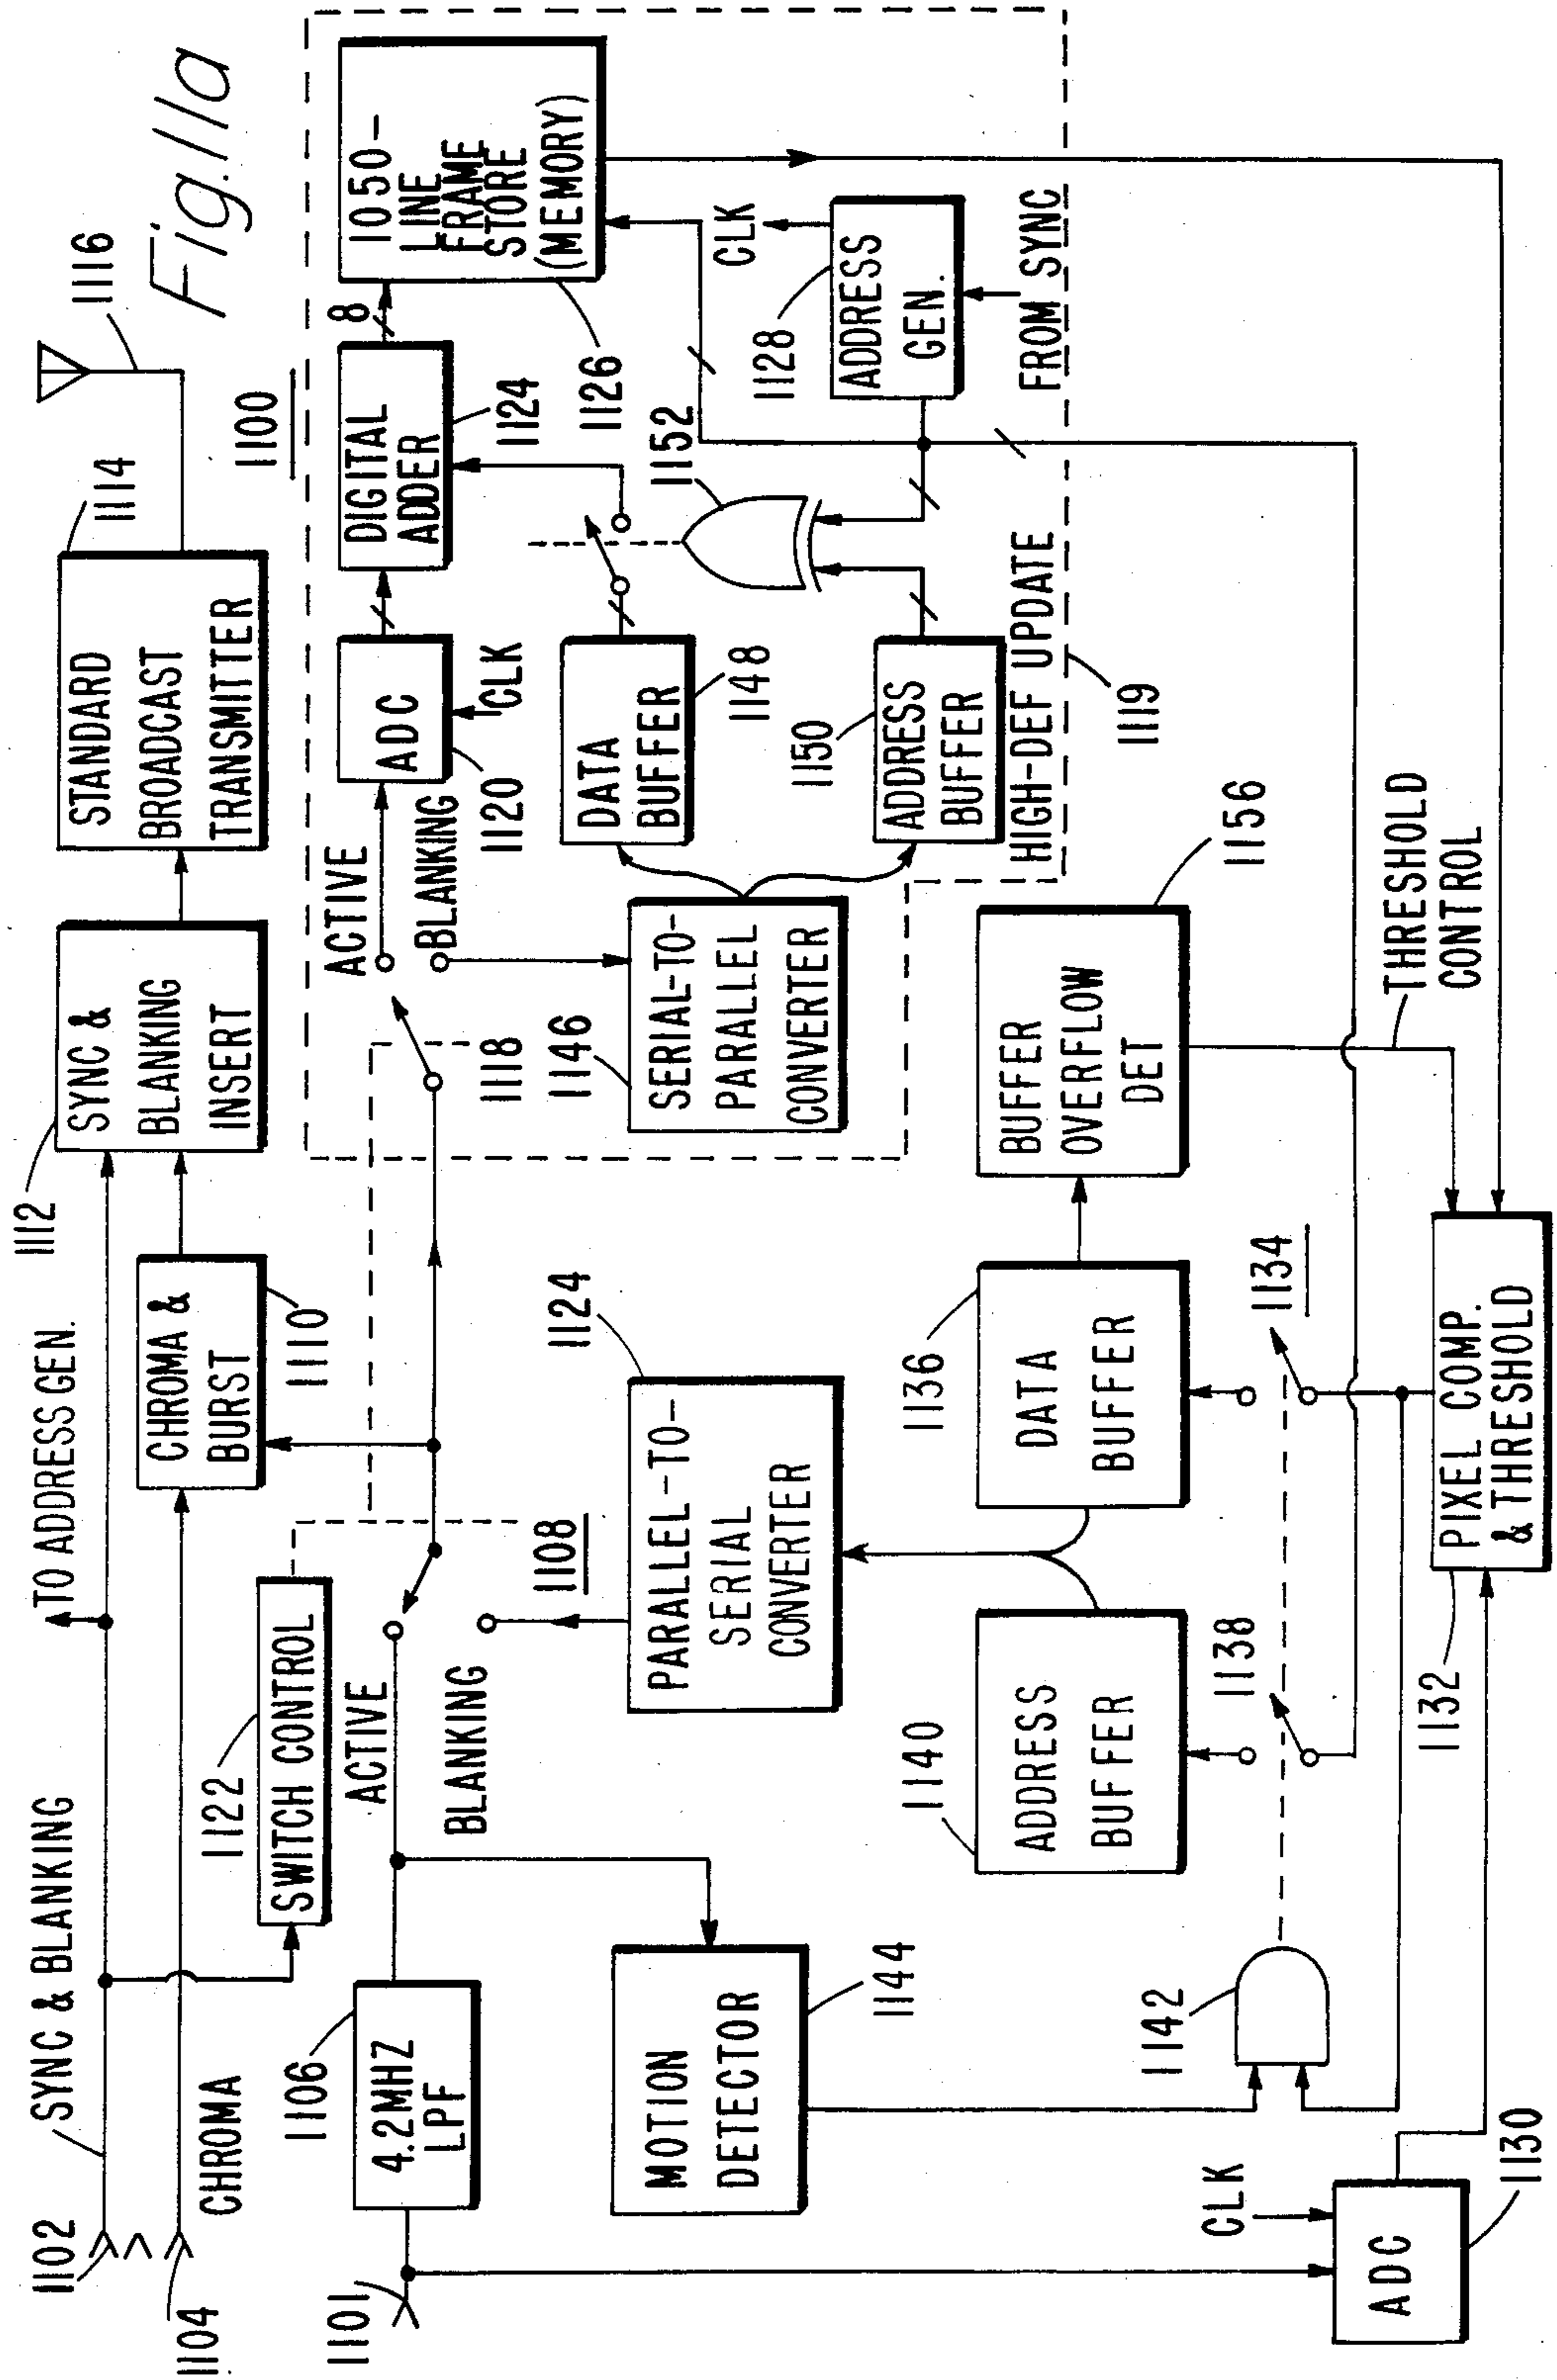 Fig. 11a
1100
1102
SYNC & BLANKING
TO ADDRESS GEN.
1104
CHROMA
1122
SWITCH CONTROL
CHROMA &
BURST
1110
1112
SYNC &
BLANKING
INSERT
1114
STANDARD
BROADCAST
TRANSMITTER
1116
1101
1106
4.2MHZ
LPF
ACTIVE
BLANKING
1108
1118
ACTIVE
BLANKING
ADC
1120
CLK
DIGITAL
ADDER
1124
8
1050-
LINE
FRAME
STORE
(MEMORY)
1126
MOTION
DETECTOR
1144
PARALLEL-TO-
SERIAL
CONVERTER
1124
1146
SERIAL-TO-
PARALLEL
CONVERTER
DATA
BUFFER
1148
1150
ADDRESS
BUFFER
1152
1128
ADDRESS
GEN.
CLK
FROM SYNC
HIGH-DEF UPDATE
1119
1140
ADDRESS
BUFFER
1136
DATA
BUFFER
BUFFER
OVERFLOW
DET
1156
THRESHOLD
CONTROL
1142
1138
1134
CLK
ADC
1130
1132
PIXEL COMP.
& THRESHOLD